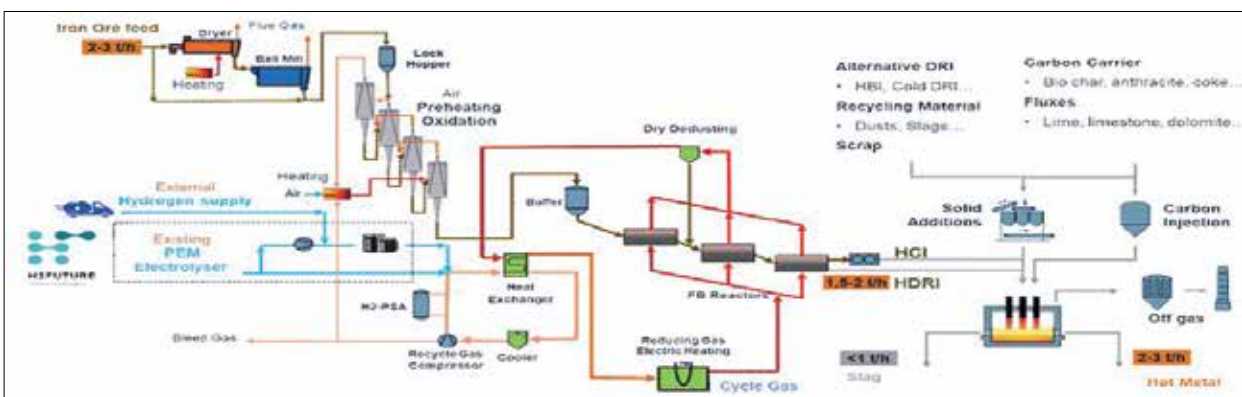 Iron Ore feed
2-3 t/h
Dryer
Flue Gas
Ball Mill
Heating
Lock
Hopper
Air
Preheating
Oxidation
Heating
Air
External
Hydrogen supply
Existing
PEM
Electrolyser
H2FUTURE
H2-PSA
Bleed Gas
Recycle Gas
Compressor
Cooler
Heat
Exchanger
Buffer
Dry Dedusting
FB Reactors
Reducing Gas
Electric Heating
Cycle Gas
HCI
1,5-2 t/h HDRI
Alternative DRI
• HBI, Cold DRI...
Recycling Material
• Dusts, Slags...
Scrap
Carbon Carrier
• Bio char, anthracite, coke...
Fluxes
• Lime, limestone, dolomite...
Solid
Additions
Carbon
Injection
Off gas
<1 t/h
Slag
2-3 t/h
Hot Metal